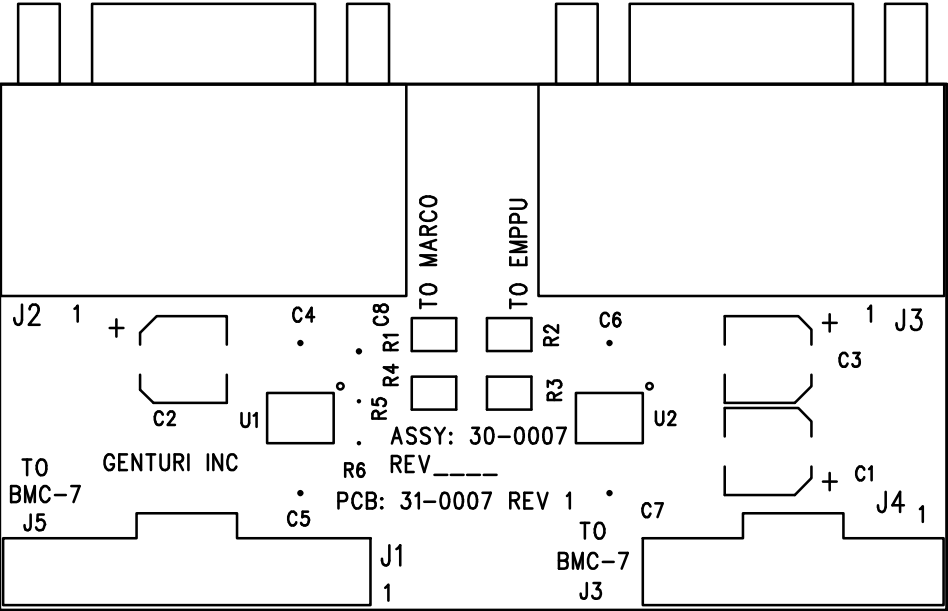 TO MARCO
TO EMPPU
J2 1
+
C4
C8
R1
R2
C6
+
1 J3
C3
C2
U1
R4
R5
R3
U2
ASSY: 30-0007
REV____
GENTURI INC
R6
PCB: 31-0007 REV 1
+
C1
TO
BMC-7
J5
C5
C7
J4 1
J1
1
TO
BMC-7
J3